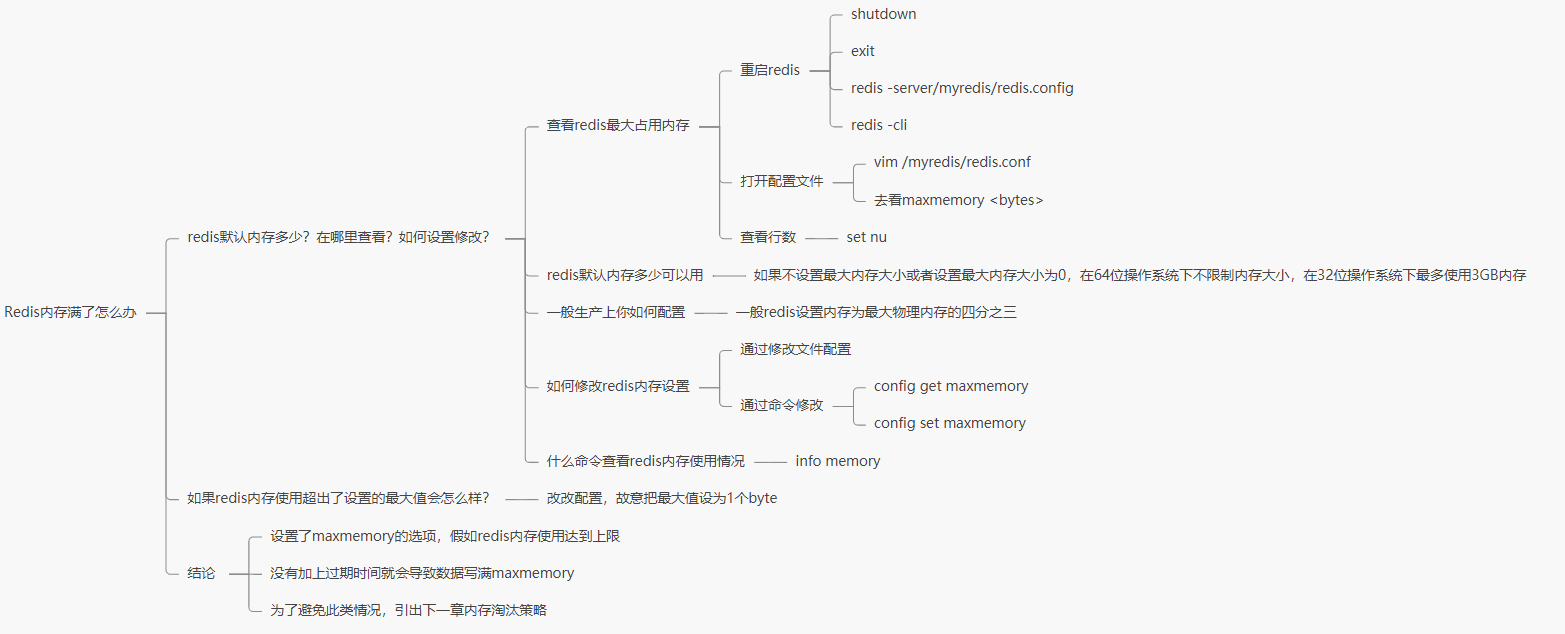 Redis内存满了怎么办
redis默认内存多少？在哪里查看？如何设置修改？
查看redis最大占用内存
重启redis
shutdown
exit
redis -server/myredis/redis.config
redis -cli
打开配置文件
vim /myredis/redis.conf
去看maxmemory <bytes>
查看行数
set nu
redis默认内存多少可以用
如果不设置最大内存大小或者设置最大内存大小为0，在64位操作系统下不限制内存大小，在32位操作系统下最多使用3GB内存
一般生产上你如何配置
一般redis设置内存为最大物理内存的四分之三
如何修改redis内存设置
通过修改文件配置
通过命令修改
config get maxmemory
config set maxmemory
什么命令查看redis内存使用情况
info memory
如果redis内存使用超出了设置的最大值会怎么样？
改改配置，故意把最大值设为1个byte
结论
设置了maxmemory的选项，假如redis内存使用达到上限
没有加上过期时间就会导致数据写满maxmemory
为了避免此类情况，引出下一章内存淘汰策略